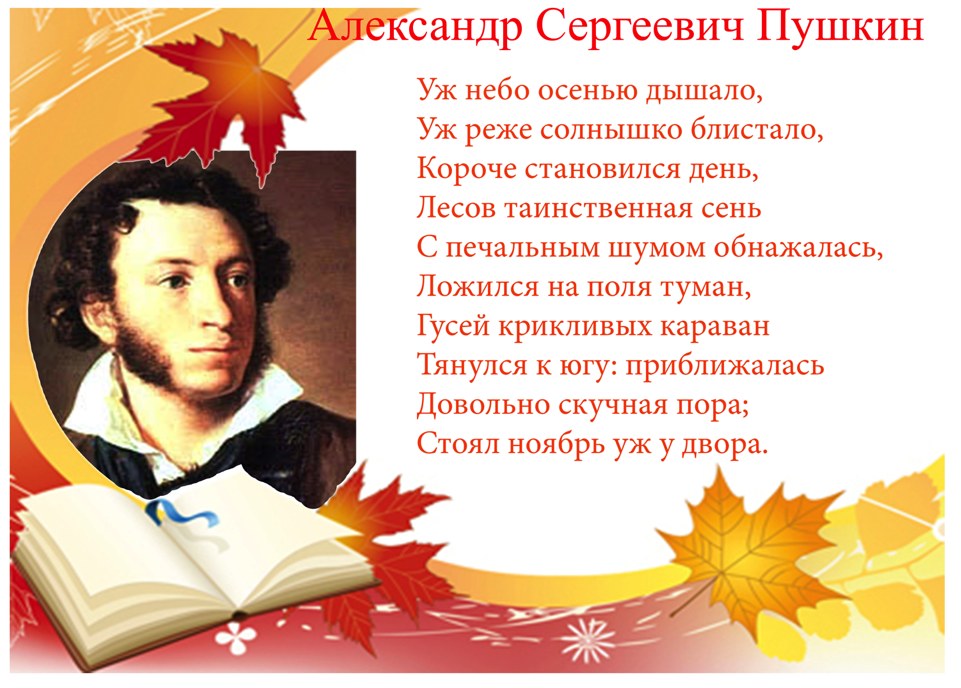 Александр Сергеевич Пушкин
Уж небо осенью дышало,
Уж реже солнышко блистало,
Короче становился день,
Лесов таинственная сень
С печальным шумом обнажалась,
Ложился на поля туман,
Гусей крикливых караван
Тянулся к югу: приближалась
Довольно скучная пора;
Стоял ноябрь уж у двора.